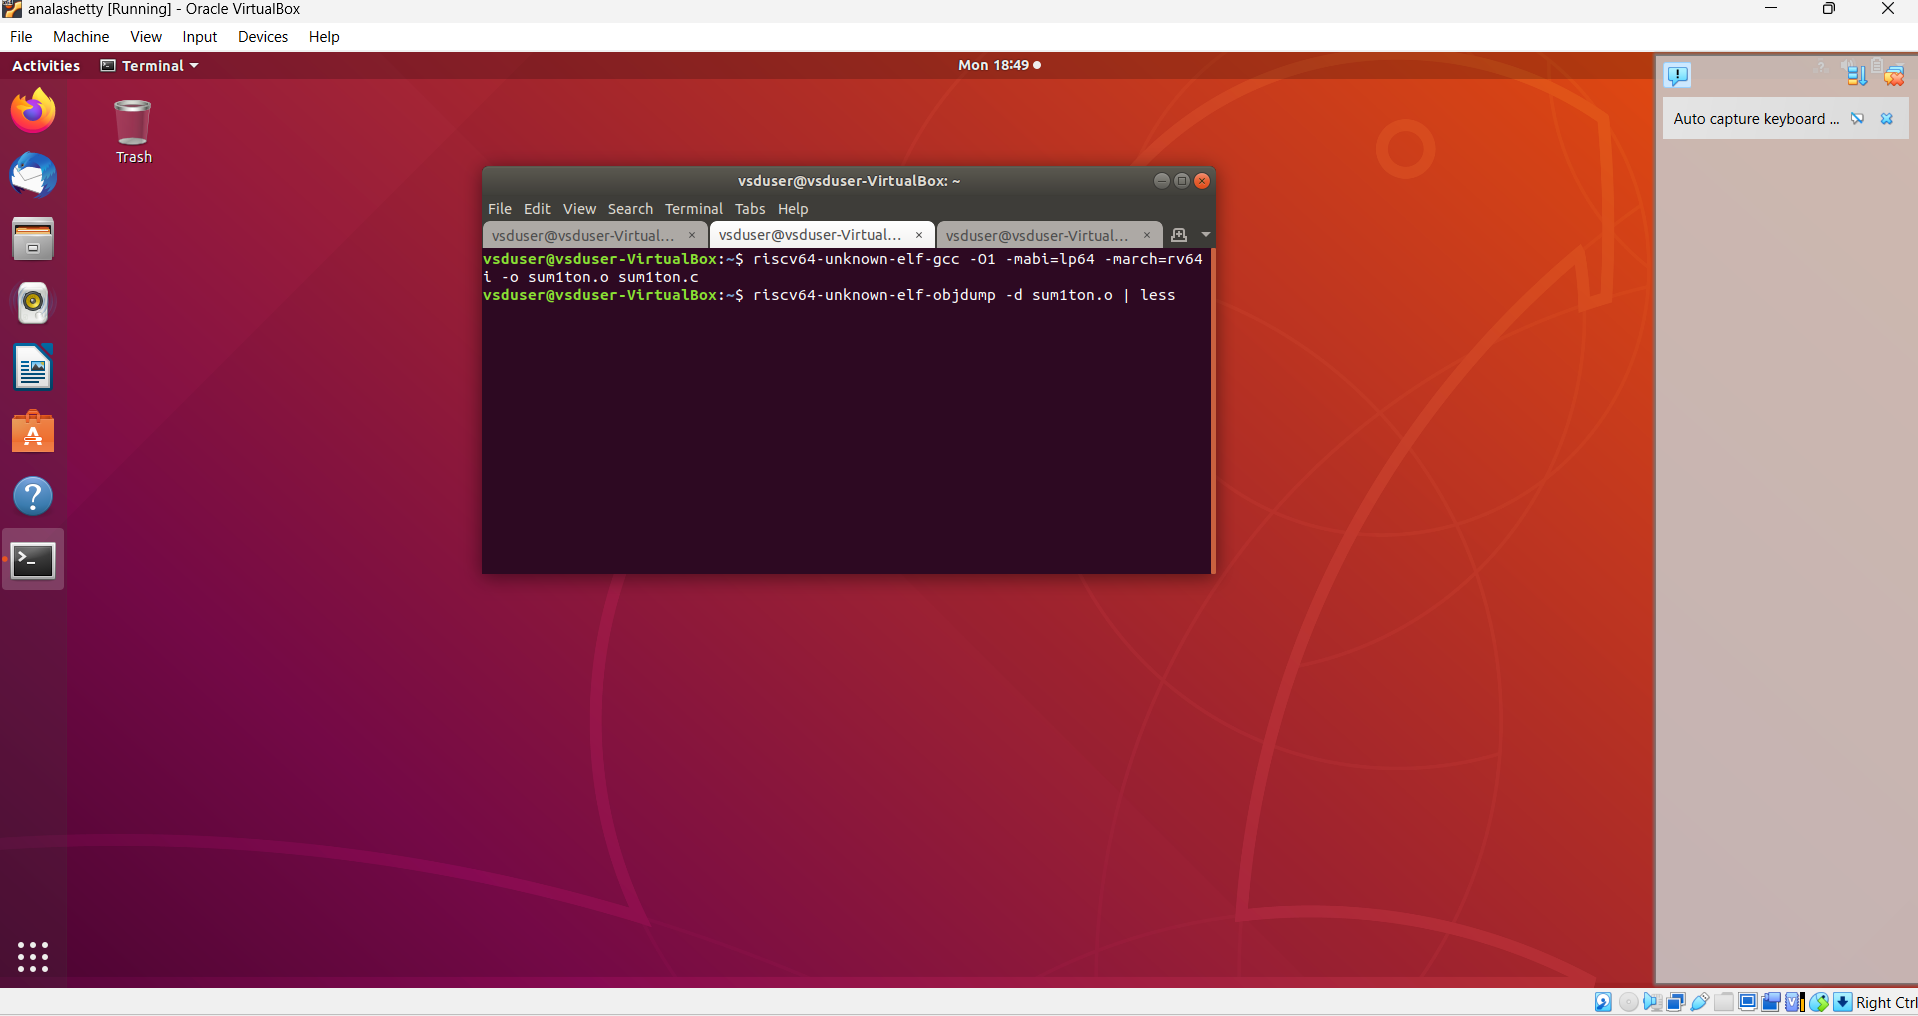 analashetty [Running] - Oracle VirtualBox
File Machine View Input Devices Help
Activities Terminal Mon 18:49
Trash
Auto capture keyboard ...
vsduser@vsduser-VirtualBox: ~
File Edit View Search Terminal Tabs Help
vsduser@vsduser-Virtual... × vsduser@vsduser-Virtual... × vsduser@vsduser-Virtual... ×
vsduser@vsduser-VirtualBox:~$ riscv64-unknown-elf-gcc -O1 -mabi=lp64 -march=rv64
i -o sum1ton.o sum1ton.c
vsduser@vsduser-VirtualBox:~$ riscv64-unknown-elf-objdump -d sum1ton.o | less
Right Ctrl